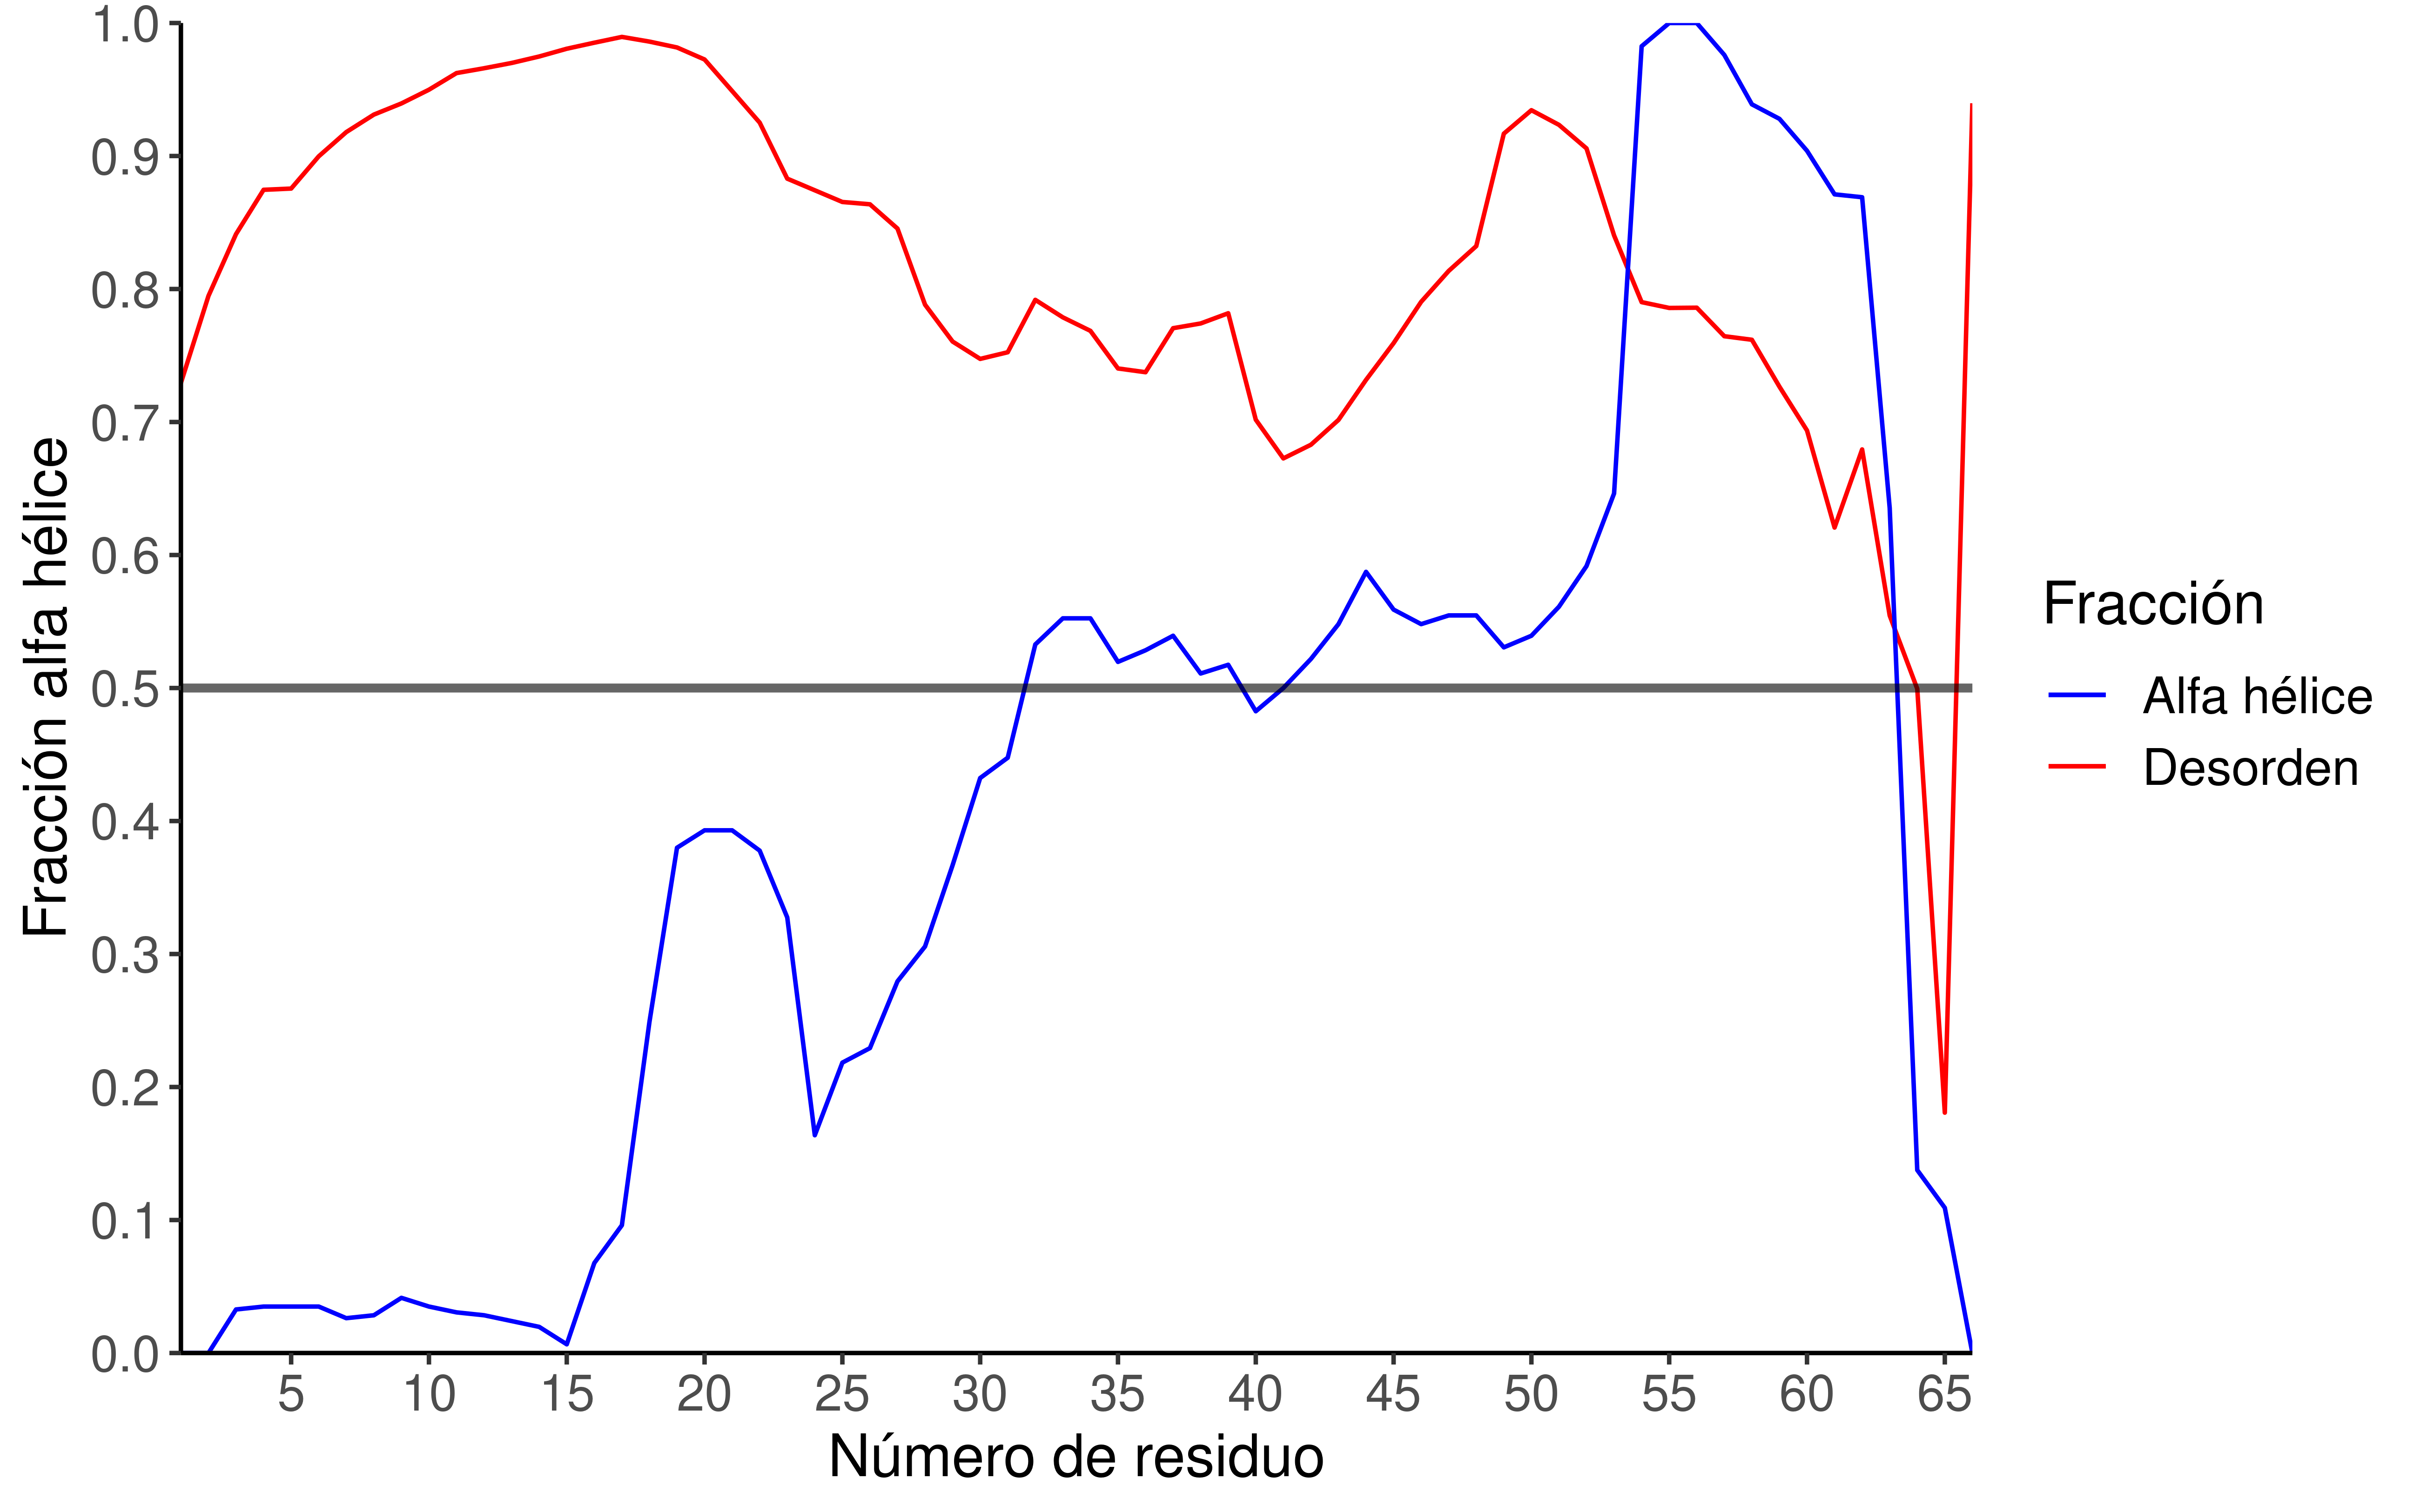 Fracción alfa hélice
1.0
0.9
0.8
0.7
0.6
0.5
0.4
0.3
0.2
0.1
0.0
5 10 15 20 25 30 35 40 45 50 55 60 65
Número de residuo
Fracción
Alfa hélice
Desorden